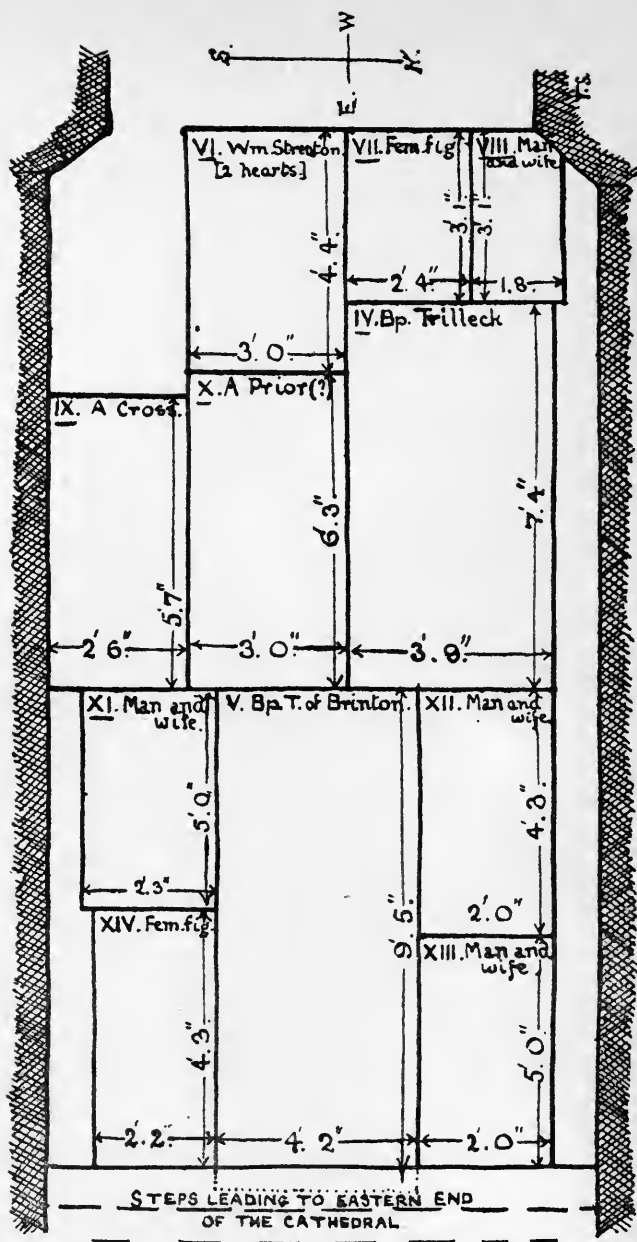 W
S.
N.
E.
T.S
VI. Wm Streeton.
[2 hearts]
VII. Fem. fig
VIII. Man
and wife
4'. 4"
3'. 1"
3'. 1"
2'. 4"
1. 8.
3'. 0"
IV. Bp. Trilleck
IX. A Cross.
X. A Prior(?)
6'. 3"
7'. 4"
5'. 7"
2'. 6"
3'. 0"
3'. 9"
XI. Man and
wife.
V. Bp T. of Brinton.
XII. Man and
wife
5'. 0"
4'. 3"
2'. 3"
9'. 5"
2'. 0"
XIV. Fem. fig.
XIII. Man and
wife
4'. 3"
5'. 0"
2'. 2"
4'. 2"
2'. 0"
STEPS LEADING TO EASTERN END
OF THE CATHEDRAL